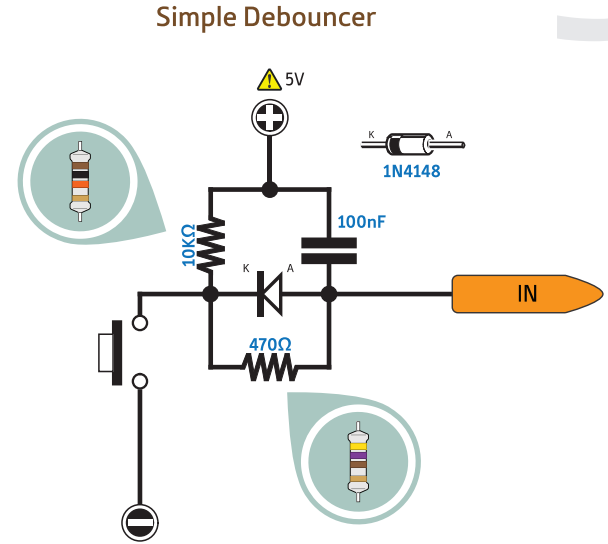 Simple Debouncer
5V
K
A
1N4148
10KΩ
100nF
K
A
IN
470Ω